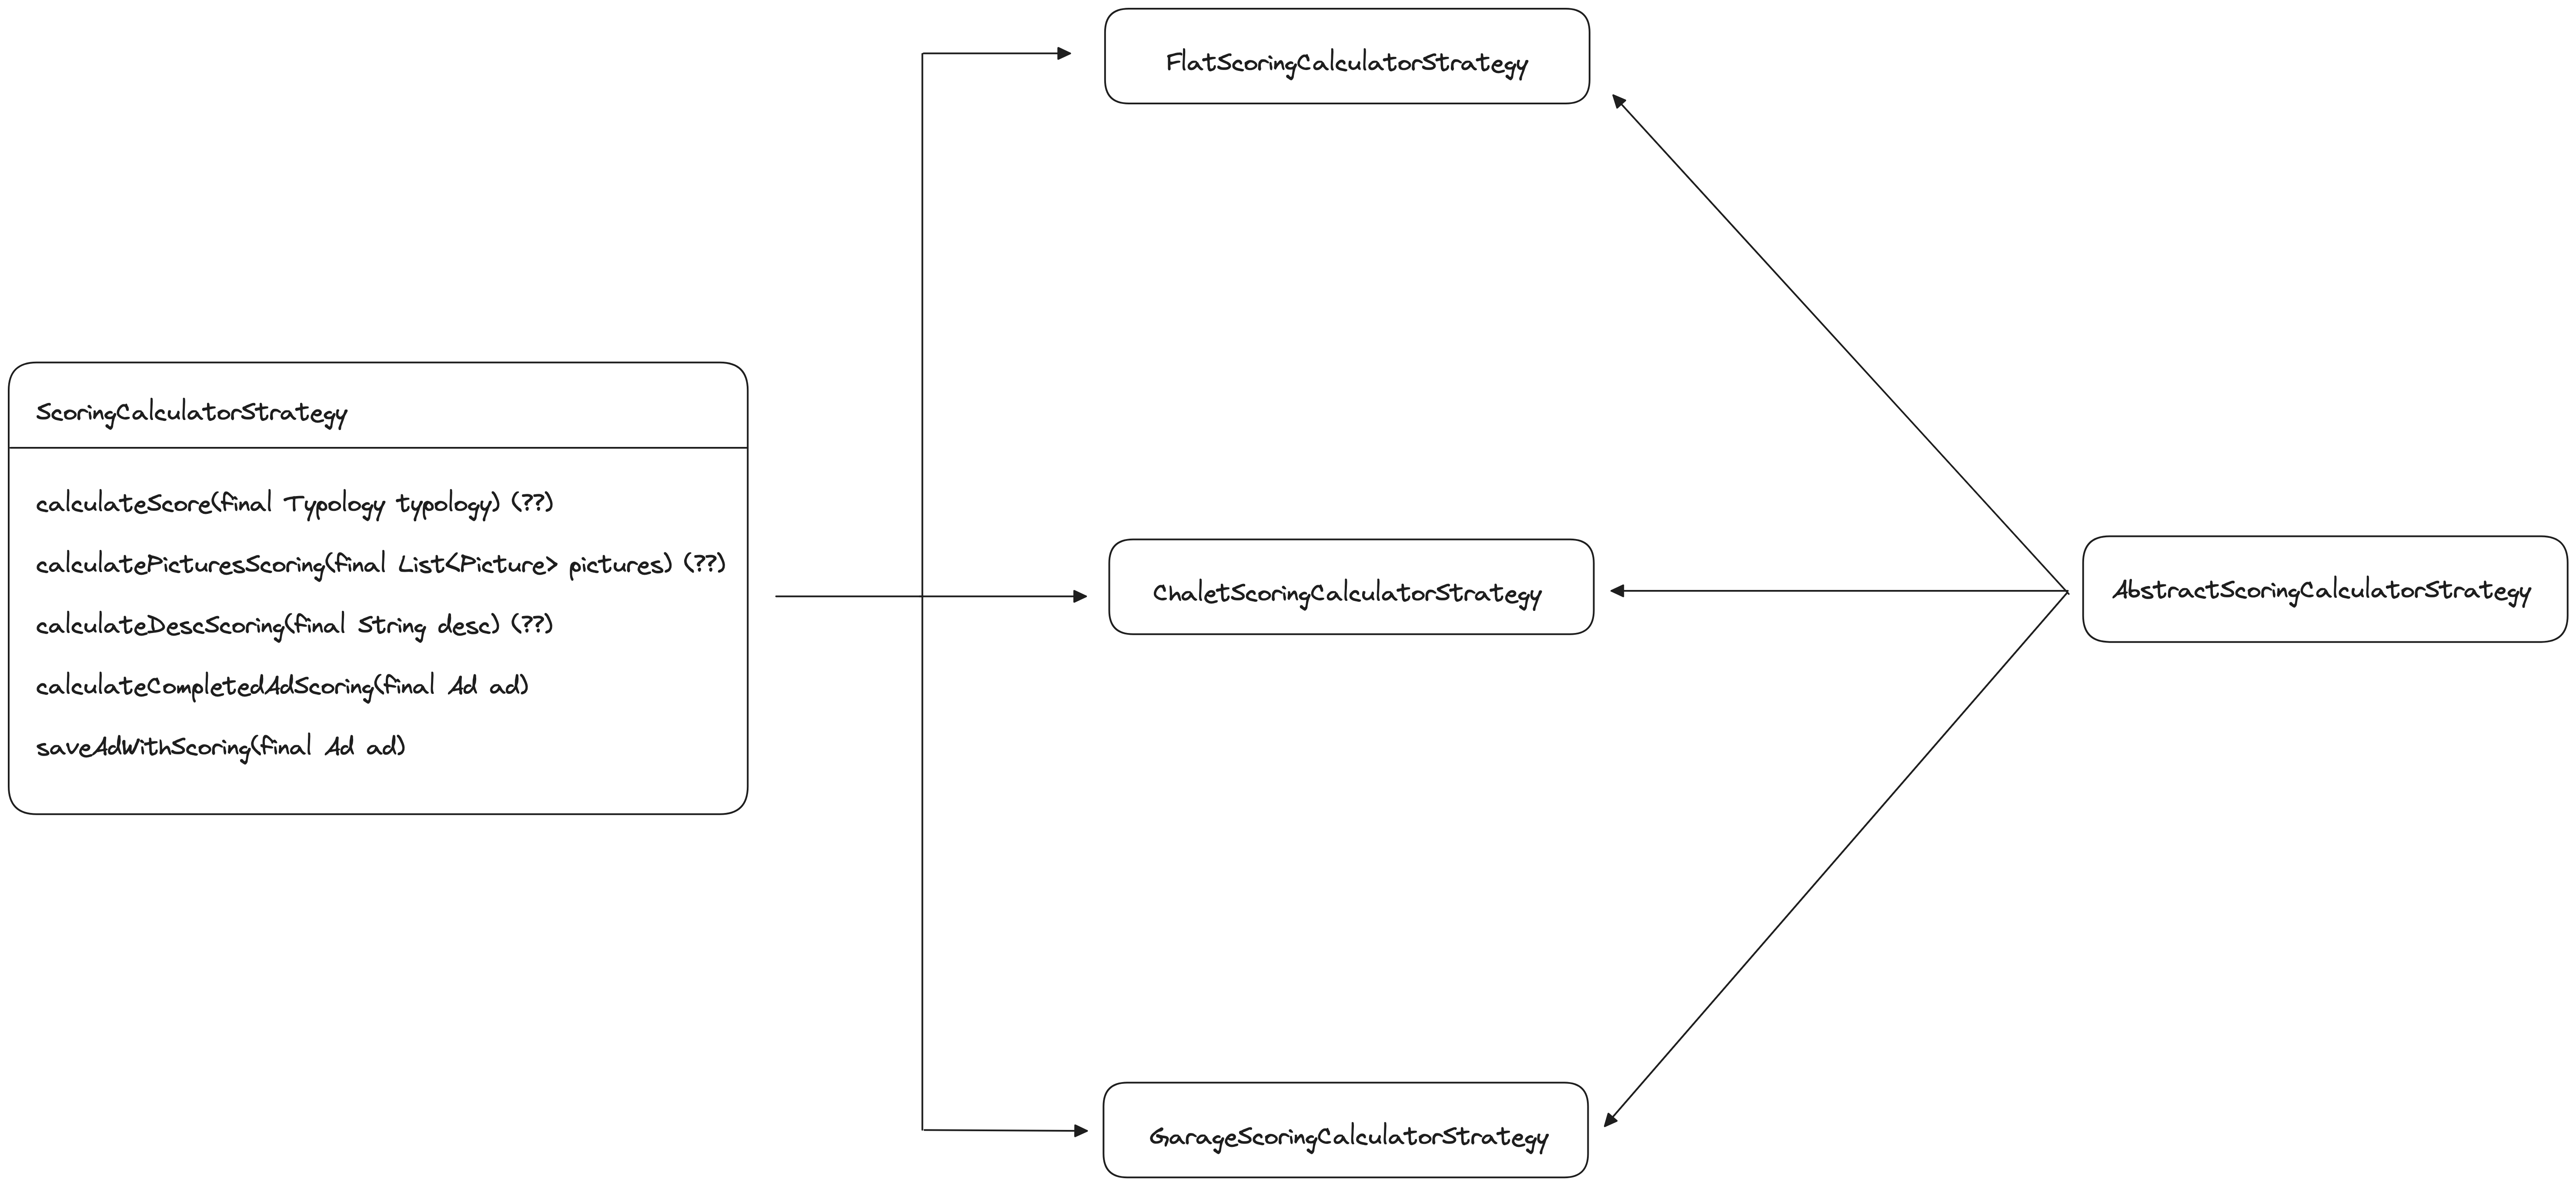 FlatScoringCalculatorStrategy
ScoringCalculatorStrategy
calculateScore(final Typology typology) (??)
calculatePicturesScoring(final List<Picture> pictures) (??)
calculateDescScoring(final String desc) (??)
calculateCompletedAdScoring(final Ad ad)
saveAdWithScoring(final Ad ad)
ChaletScoringCalculatorStrategy
AbstractScoringCalculatorStrategy
GarageScoringCalculatorStrategy